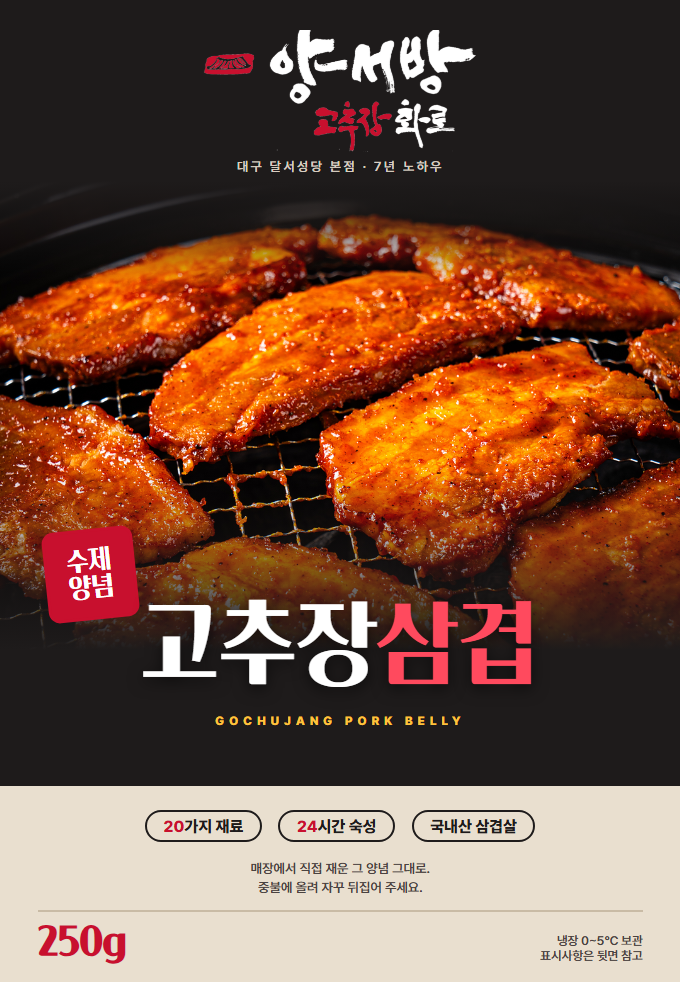 양서방
고추장 화로
대구 달서성당 본점 · 7년 노하우
수제
양념
고추장삼겹
GOCHUJANG PORK BELLY
20가지 재료
24시간 숙성
국내산 삼겹살
매장에서 직접 재운 그 양념 그대로.
중불에 올려 자꾸 뒤집어 주세요.
250g
냉장 0~5℃ 보관
표시사항은 뒷면 참고